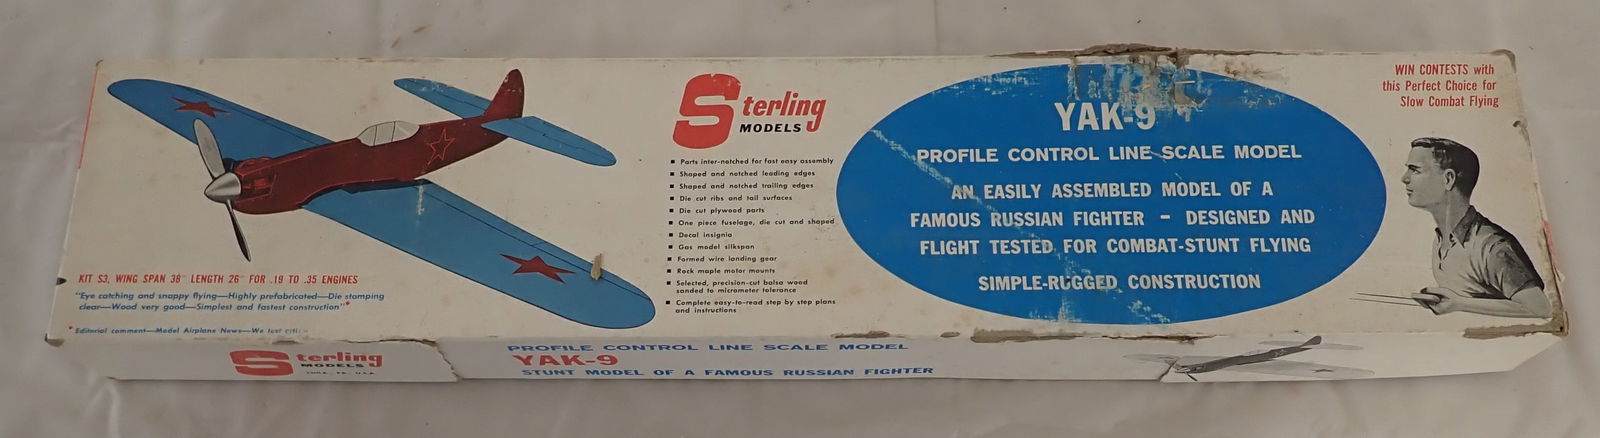 KIT S3, WING SPAN 38" LENGTH 26" FOR .19 TO .35 ENGINES
"Eye catching and snappy flying—Highly prefabricated—Die stamping
clear—Wood very good—Simplest and fastest construction"*
* Editorial comment—Model Airplane News—We test
Sterling
MODELS
■ Parts inter-notched for fast easy assembly
■ Shaped and notched leading edges
■ Shaped and notched trailing edges
■ Die cut ribs and tail surfaces
■ Die cut plywood parts
■ One piece fuselage, die cut and shaped
■ Decal insignia
■ Gas model silkspan
■ Formed wire landing gear
■ Rock maple motor mounts
■ Selected, precision-cut balsa wood
sanded to micrometer tolerance
■ Complete easy-to-read step by step plans
and instructions
YAK-9
PROFILE CONTROL LINE SCALE MODEL
AN EASILY ASSEMBLED MODEL OF A
FAMOUS RUSSIAN FIGHTER - DESIGNED AND
FLIGHT TESTED FOR COMBAT-STUNT FLYING
SIMPLE-RUGGED CONSTRUCTION
WIN CONTESTS with
this Perfect Choice for
Slow Combat Flying
Sterling
MODELS
PHILA., PA., U.S.A.
PROFILE CONTROL LINE SCALE MODEL
YAK-9
STUNT MODEL OF A FAMOUS RUSSIAN FIGHTER